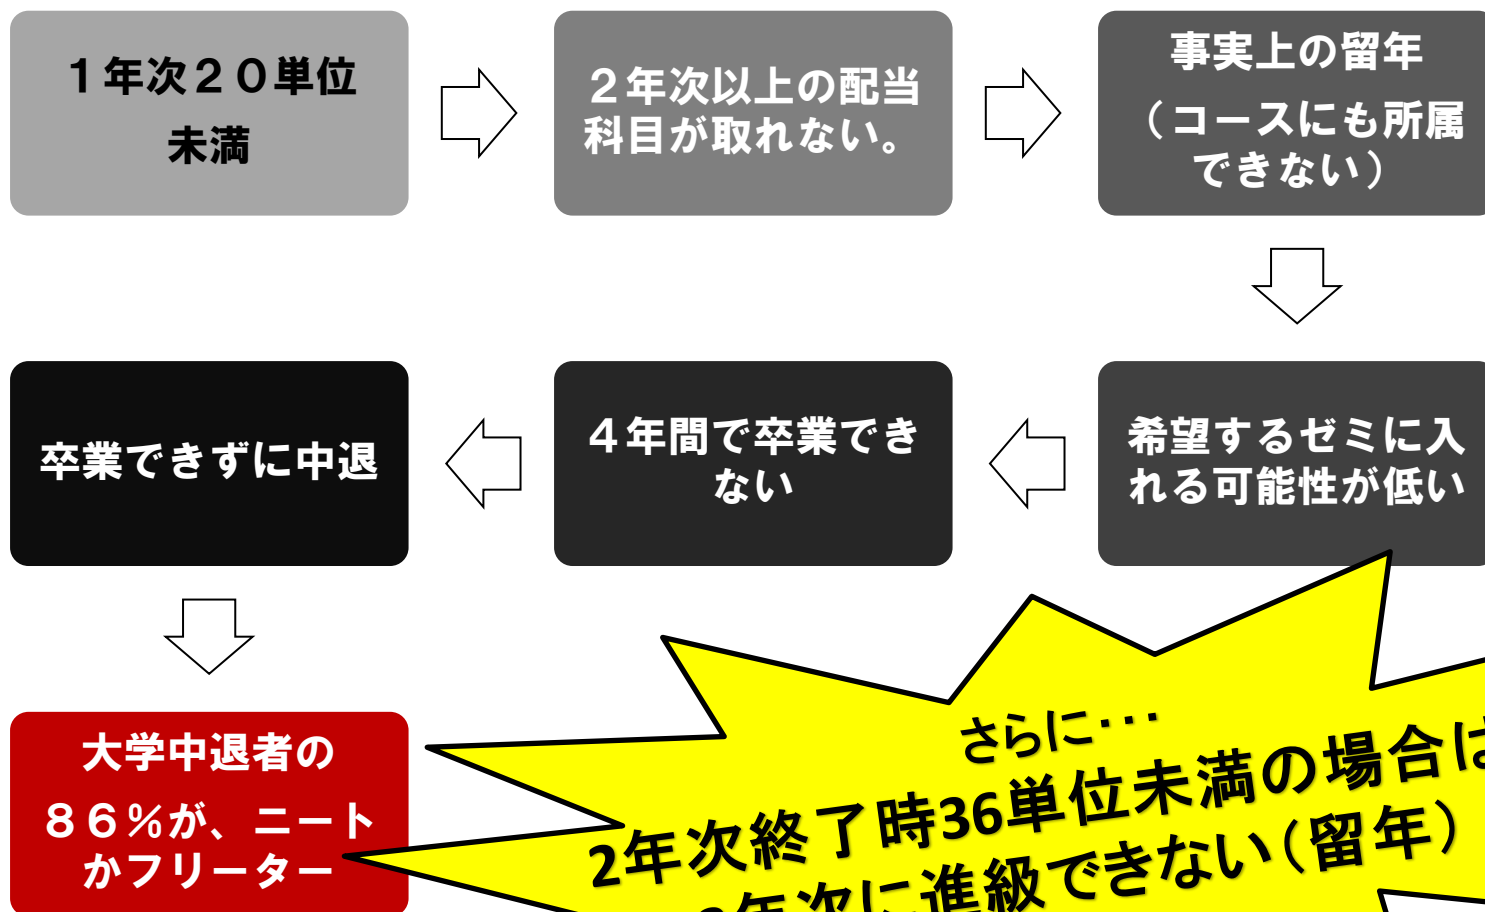 １年次２０単位
未満
２年次以上の配当
科目が取れない。
事実上の留年
（コースにも所属
できない）
希望するゼミに入
れる可能性が低い
４年間で卒業でき
ない
卒業できずに中退
大学中退者の
８６％が、ニート
かフリーター
さらに・・・
2年次終了時36単位未満の場合は
年次に進級できない（留年）